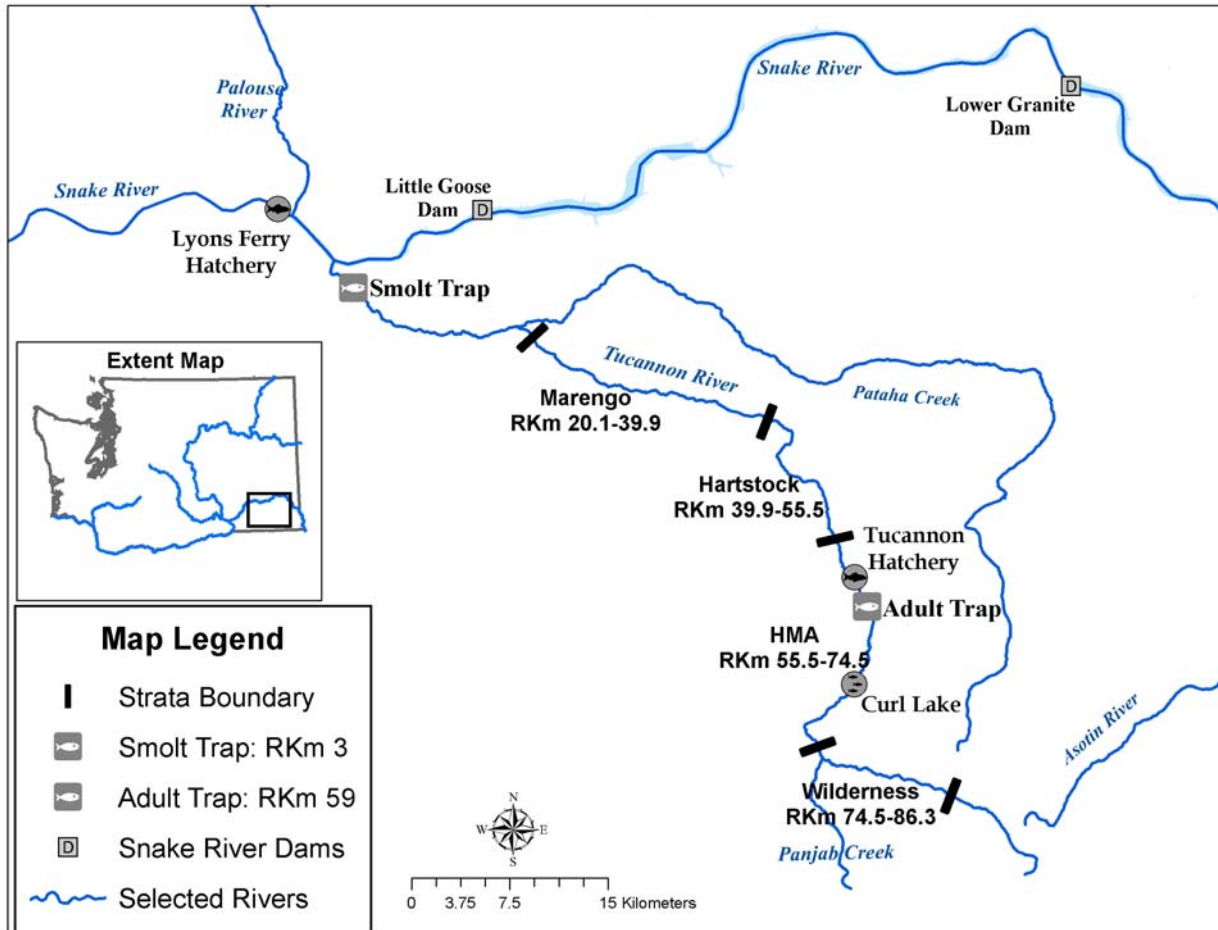 Palouse
River
Snake River
Lower Granite
Dam
D
Snake River
Little Goose
Dam
D
Lyons Ferry
Hatchery
Smolt Trap
Extent Map
Tucannon River
Marengo
RKm 20.1-39.9
Pataha Creek
Hartstock
RKm 39.9-55.5
Tucannon
Hatchery
Adult Trap
HMA
RKm 55.5-74.5
Curl Lake
Asotin River
Wilderness
RKm 74.5-86.3
Panjab Creek
Map Legend
Strata Boundary
Smolt Trap: RKm 3
Adult Trap: RKm 59
D Snake River Dams
Selected Rivers
N
W E
S
0 3.75 7.5 15 Kilometers